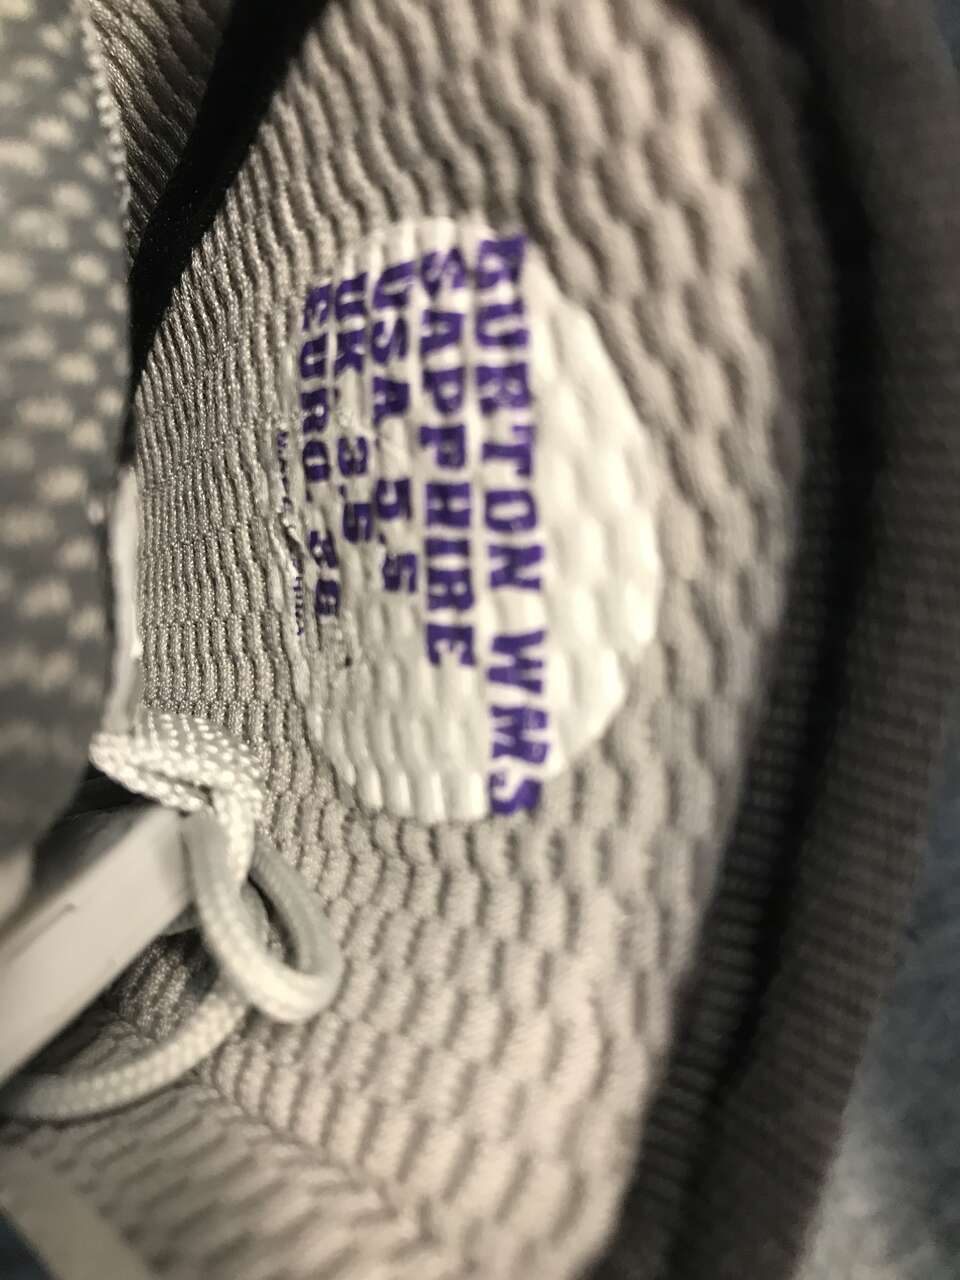 BURTON WMS
SAPPHIRE
USA 5.5
UK 3.5
EURO 36